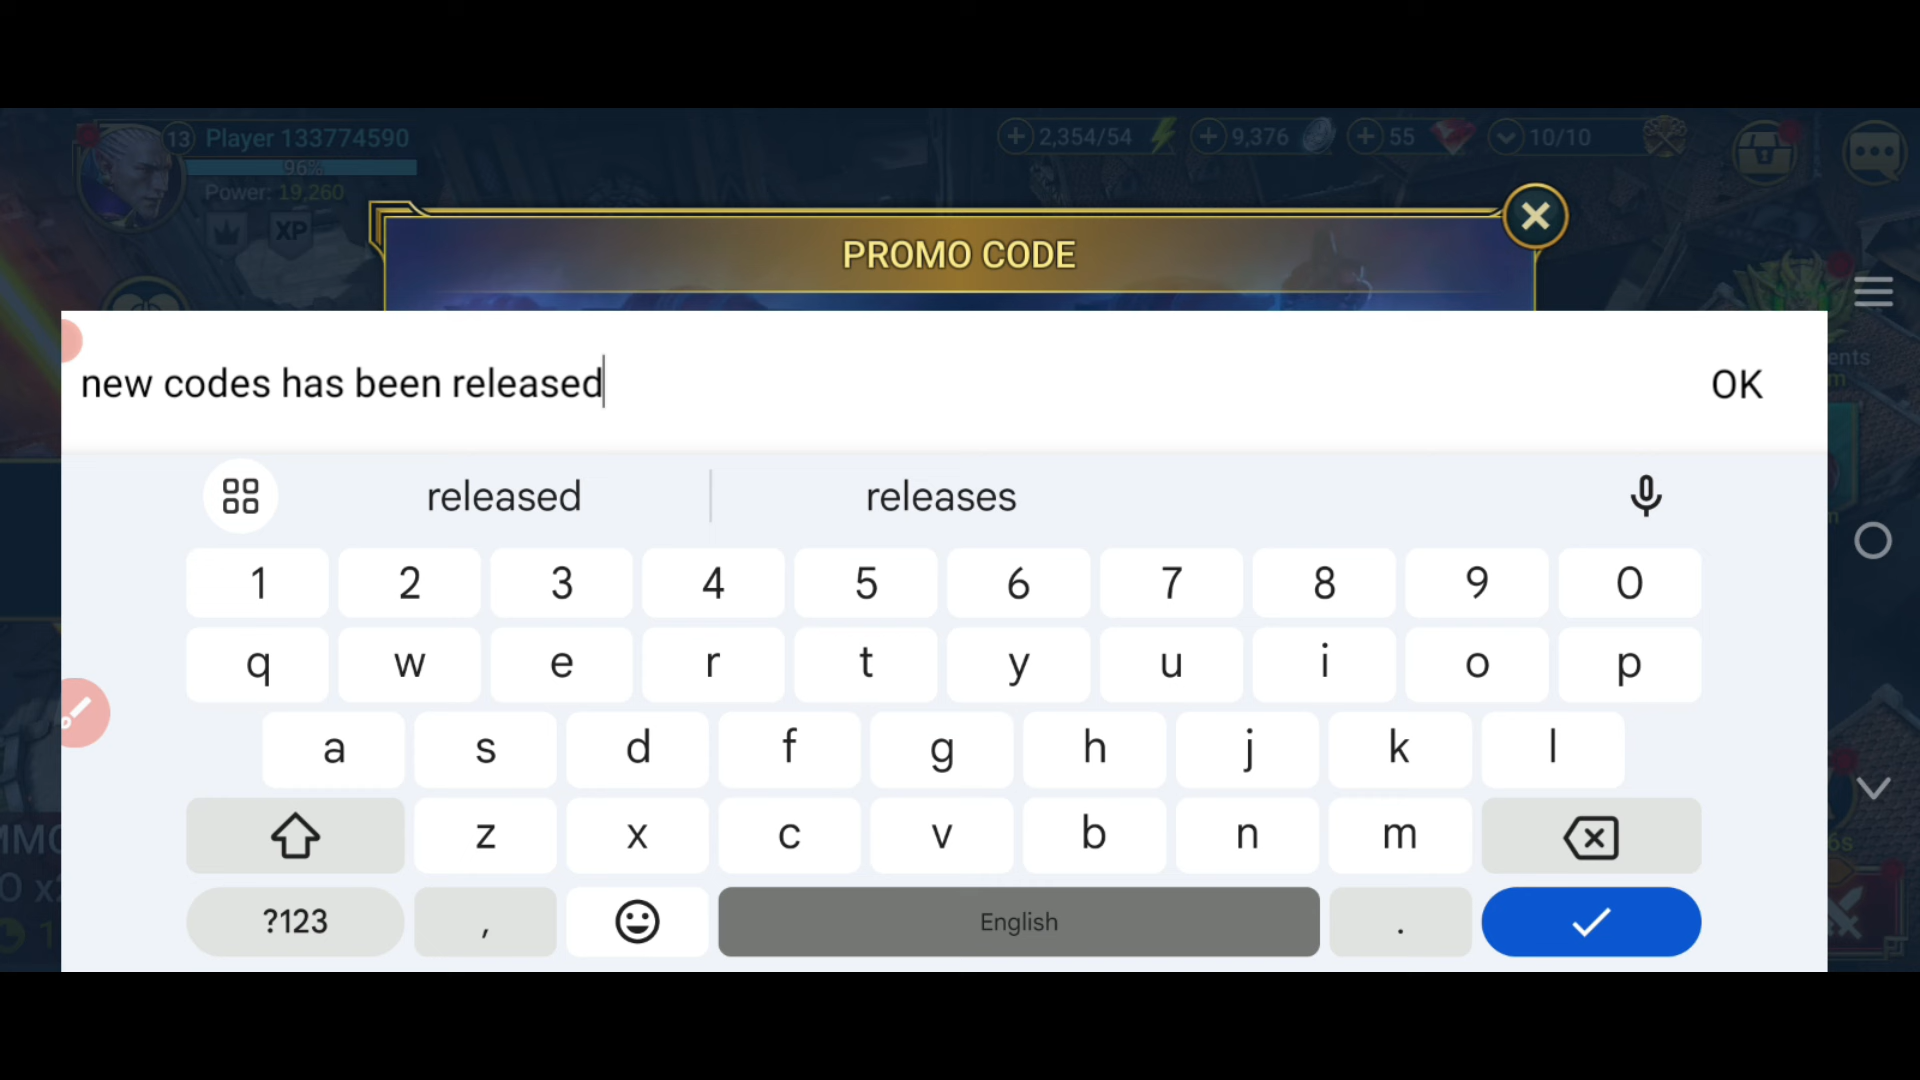 13 Player 133774590
96%
Power: 19,260
XP
2,354/54
9,376
55
10/10
PROMO CODE
new codes has been released
OK
released
releases
1 2 3 4 5 6 7 8 9 0
q w e r t y u i o p
a s d f g h j k l
z x c v b n m
?123 , English .